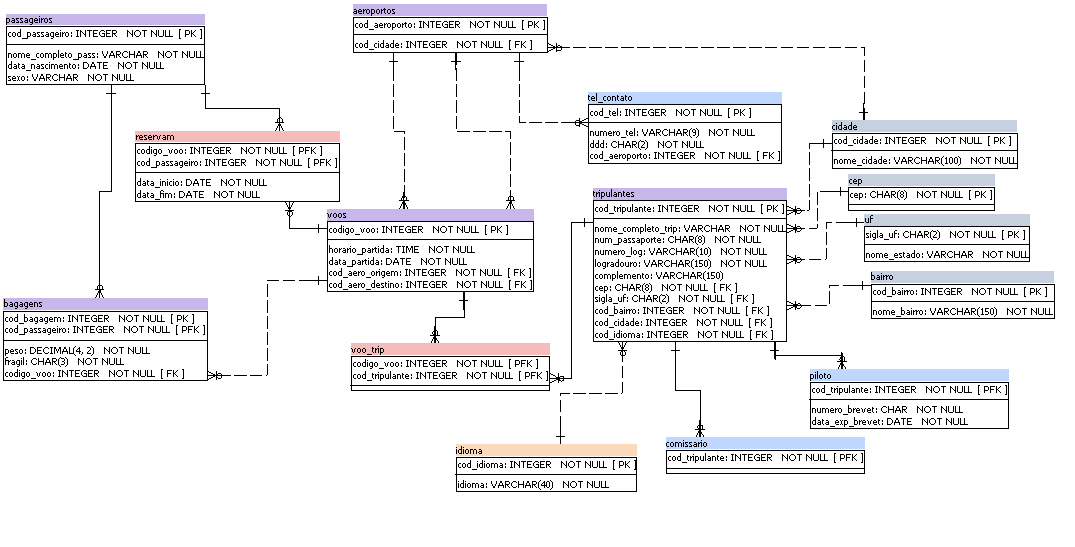 passageiros
cod_passageiro: INTEGER NOT NULL [ PK ]
nome_completo_pass: VARCHAR NOT NULL
data_nascimento: DATE NOT NULL
sexo: VARCHAR NOT NULL
aeroportos
cod_aeroporto: INTEGER NOT NULL [ PK ]
cod_cidade: INTEGER NOT NULL [ FK ]
tel_contato
cod_tel: INTEGER NOT NULL [ PK ]
numero_tel: VARCHAR(9) NOT NULL
ddd: CHAR(2) NOT NULL
cod_aeroporto: INTEGER NOT NULL [ FK ]
cidade
cod_cidade: INTEGER NOT NULL [ PK ]
nome_cidade: VARCHAR(100) NOT NULL
reservam
codigo_voo: INTEGER NOT NULL [ PFK ]
cod_passageiro: INTEGER NOT NULL [ PFK ]
data_inicio: DATE NOT NULL
data_fim: DATE NOT NULL
cep
cep: CHAR(8) NOT NULL [ PK ]
tripulantes
cod_tripulante: INTEGER NOT NULL [ PK ]
nome_completo_trip: VARCHAR NOT NULL
num_passaporte: CHAR(8) NOT NULL
numero_log: VARCHAR(10) NOT NULL
logradouro: VARCHAR(150) NOT NULL
complemento: VARCHAR(150)
cep: CHAR(8) NOT NULL [ FK ]
sigla_uf: CHAR(2) NOT NULL [ FK ]
cod_bairro: INTEGER NOT NULL [ FK ]
cod_cidade: INTEGER NOT NULL [ FK ]
cod_idioma: INTEGER NOT NULL [ FK ]
voos
codigo_voo: INTEGER NOT NULL [ PK ]
horario_partida: TIME NOT NULL
data_partida: DATE NOT NULL
cod_aero_origem: INTEGER NOT NULL [ FK ]
cod_aero_destino: INTEGER NOT NULL [ FK ]
uf
sigla_uf: CHAR(2) NOT NULL [ PK ]
nome_estado: VARCHAR NOT NULL
bairro
cod_bairro: INTEGER NOT NULL [ PK ]
nome_bairro: VARCHAR(150) NOT NULL
bagagens
cod_bagagem: INTEGER NOT NULL [ PK ]
cod_passageiro: INTEGER NOT NULL [ PFK ]
peso: DECIMAL(4, 2) NOT NULL
fragil: CHAR(3) NOT NULL
codigo_voo: INTEGER NOT NULL [ FK ]
voo_trip
codigo_voo: INTEGER NOT NULL [ PFK ]
cod_tripulante: INTEGER NOT NULL [ PFK ]
piloto
cod_tripulante: INTEGER NOT NULL [ PFK ]
numero_brevet: CHAR NOT NULL
data_exp_brevet: DATE NOT NULL
idioma
cod_idioma: INTEGER NOT NULL [ PK ]
idioma: VARCHAR(40) NOT NULL
comissario
cod_tripulante: INTEGER NOT NULL [ PFK ]